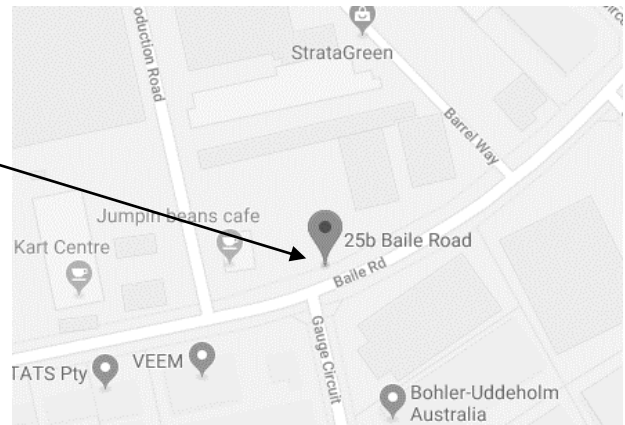 oduction Road
StrataGreen
Barrel Way
Jumpin beans cafe
Kart Centre
25b Baile Road
Baile Rd
Gauge Circuit
TATS Pty
VEEM
Bohler-Uddeholm
Australia